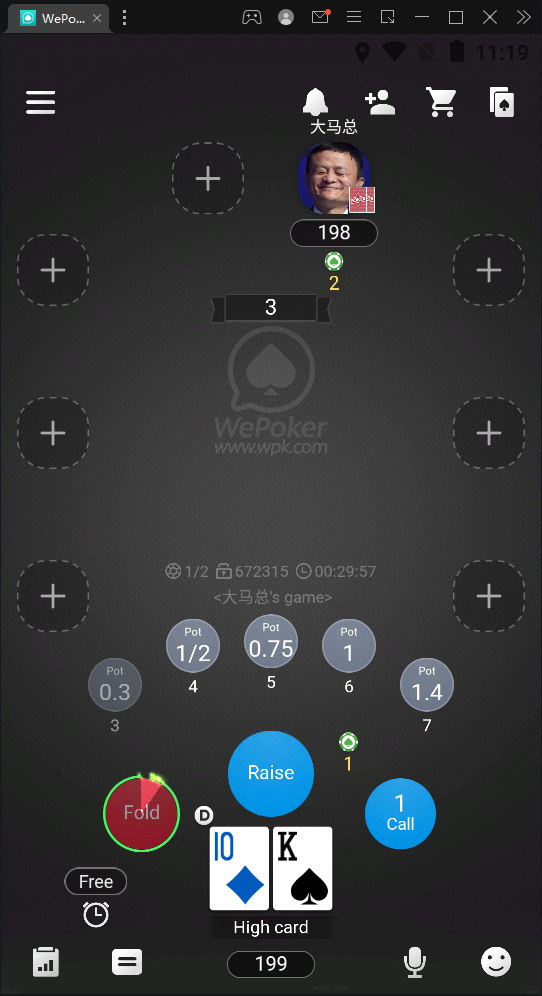 WePo...
11:19
大马总
198
2
3
WePoker
www.wpk.com
1/2 672315 00:29:57
<大马总's game>
Pot
0.3
3
Pot
1/2
4
Pot
0.75
5
Pot
1
6
Pot
1.4
7
Raise
1
Fold
D
1
Call
10
K
Free
High card
199